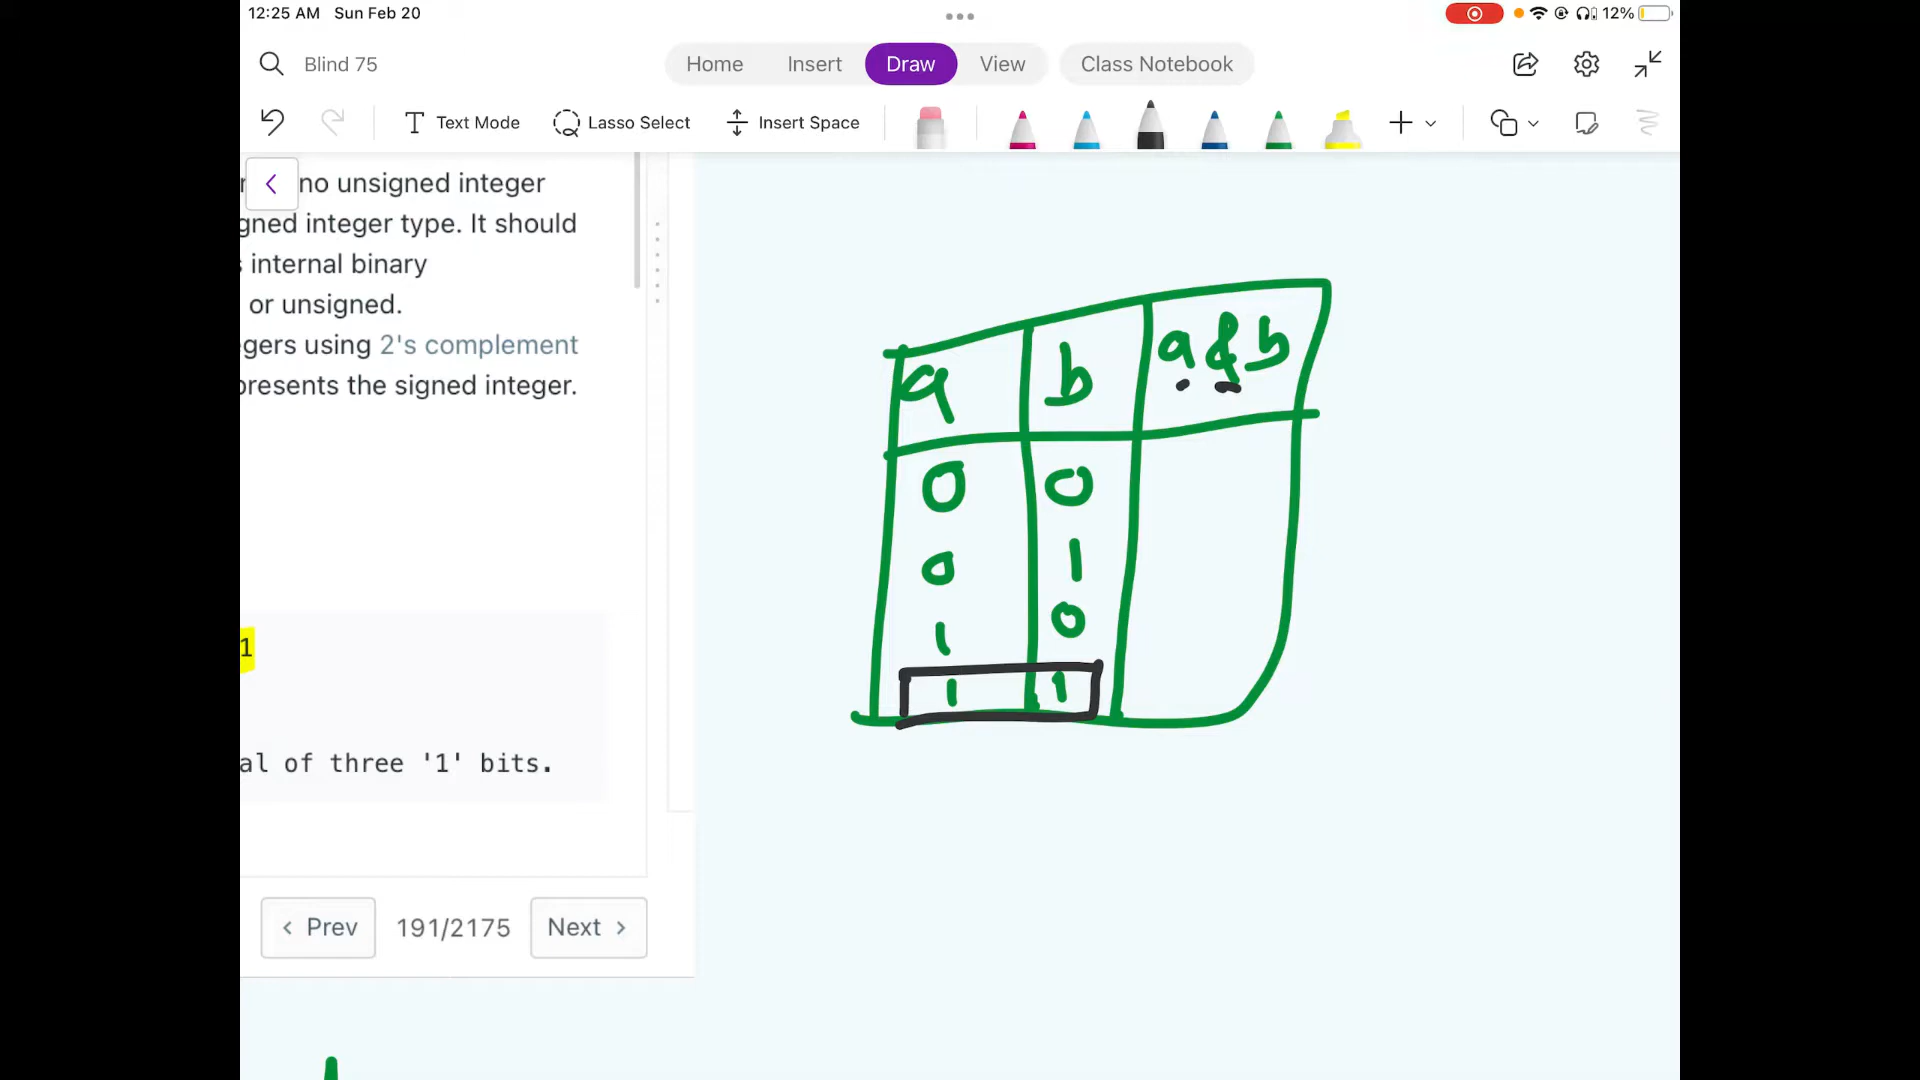 12:25 AM Sun Feb 20
12%
Blind 75
Home Insert Draw View Class Notebook
Text Mode Lasso Select Insert Space
no unsigned integer
gned integer type. It should
internal binary
or unsigned.
egers using 2's complement
presents the signed integer.
1
al of three '1' bits.
Prev 191/2175 Next
a b a&b
0 0
0 1
1 0
1 1